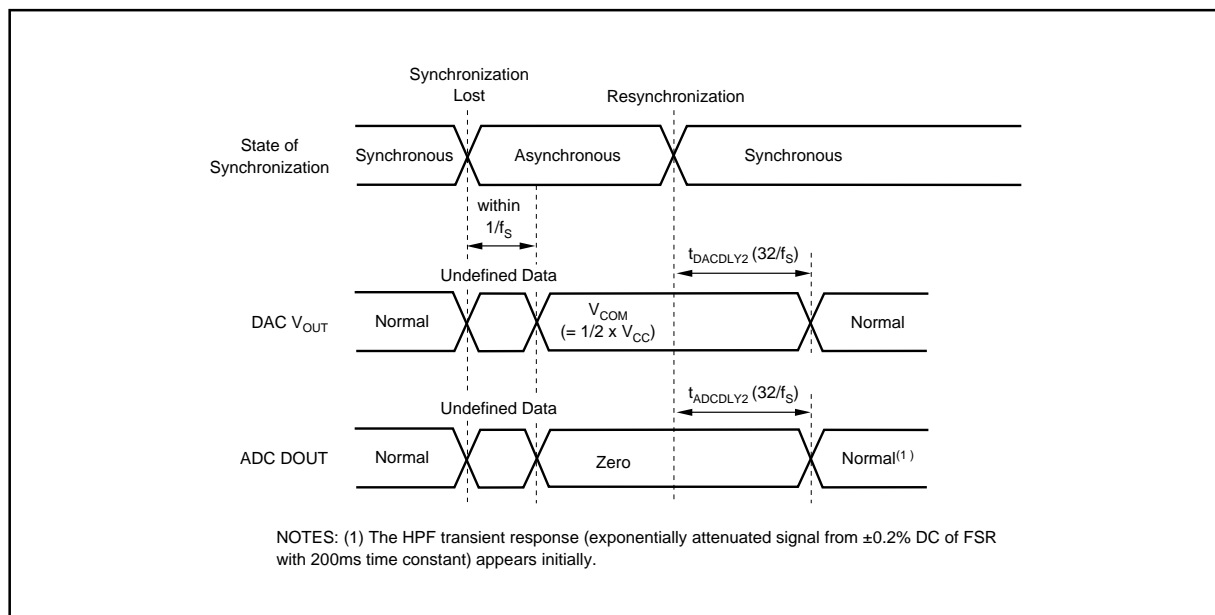 Synchronization
Lost
Resynchronization
State of
Synchronization
Synchronous
Asynchronous
Synchronous
within
1/fS
tDACDLY2 (32/fS)
Undefined Data
DAC VOUT
Normal
VCOM
(= 1/2 x VCC)
Normal
tADCDLY2 (32/fS)
Undefined Data
ADC DOUT
Normal
Zero
Normal(1)
NOTES: (1) The HPF transient response (exponentially attenuated signal from ±0.2% DC of FSR
with 200ms time constant) appears initially.